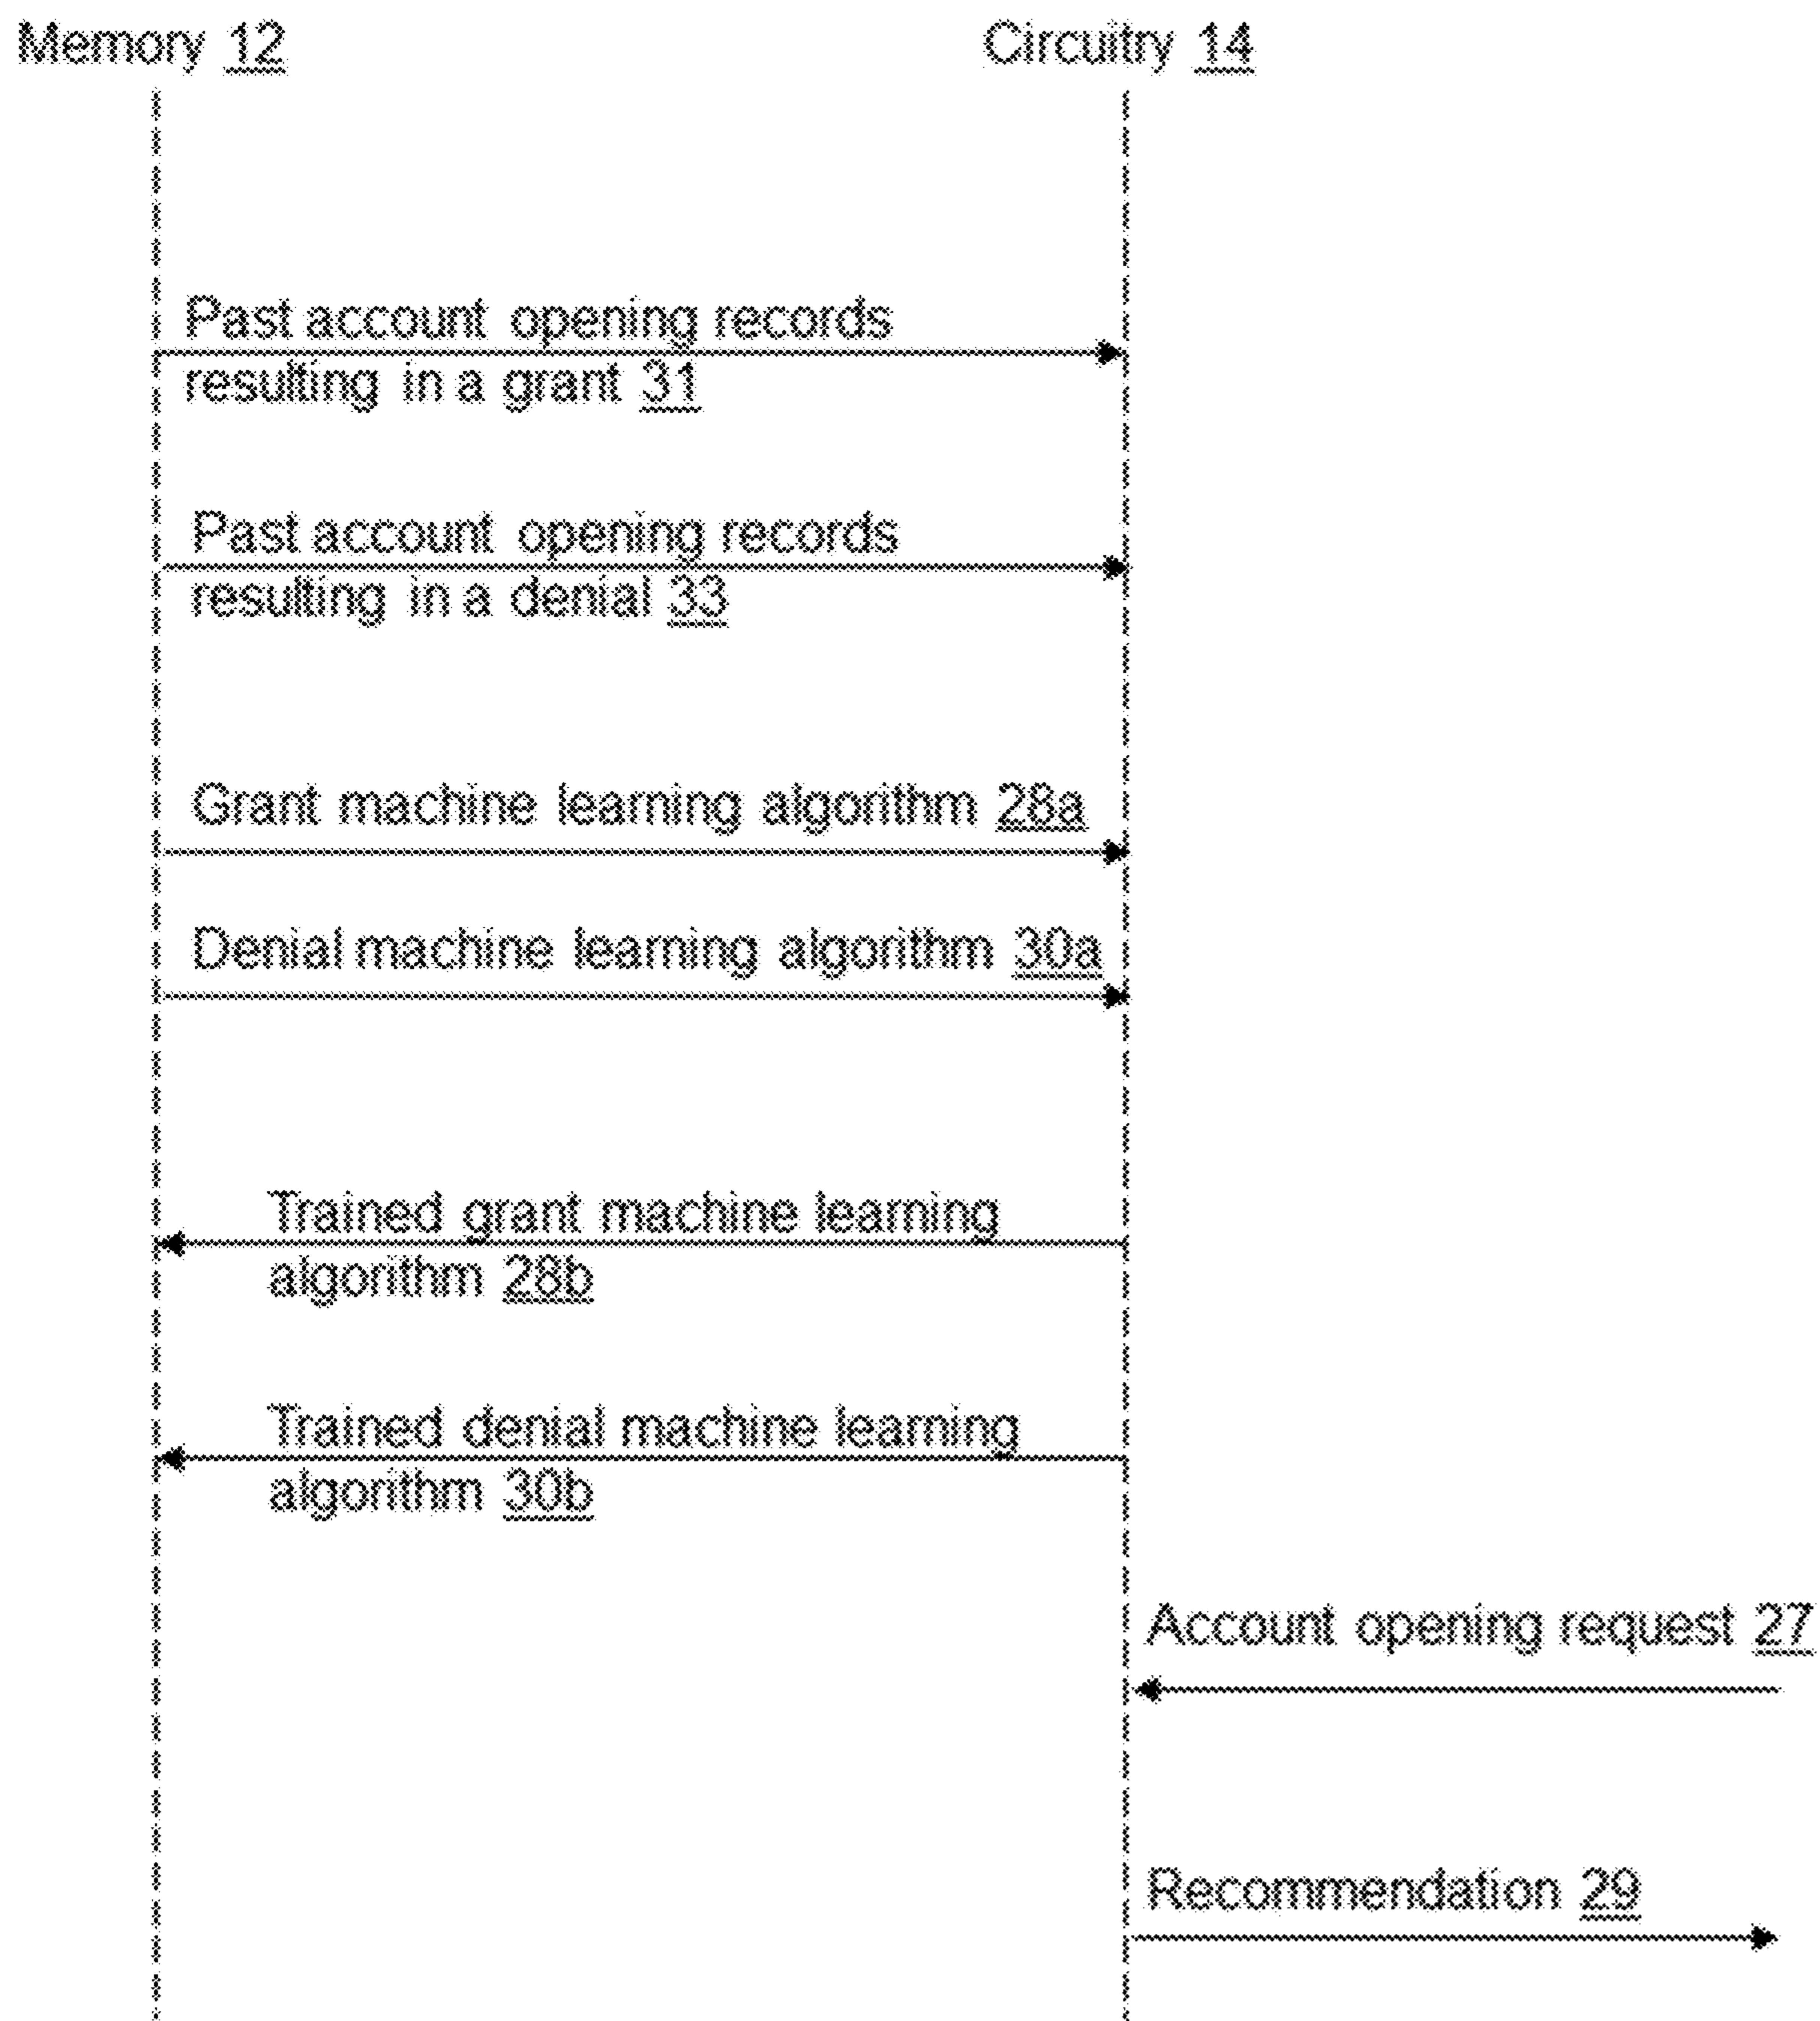 Memory 12
Circuitry 14
Past account opening records
resulting in a grant 31
Past account opening records
resulting in a denial 33
Grant machine learning algorithm 28a
Denial machine learning algorithm 30a
Trained grant machine learning
algorithm 28b
Trained denial machine learning
algorithm 30b
Account opening request 27
Recommendation 29